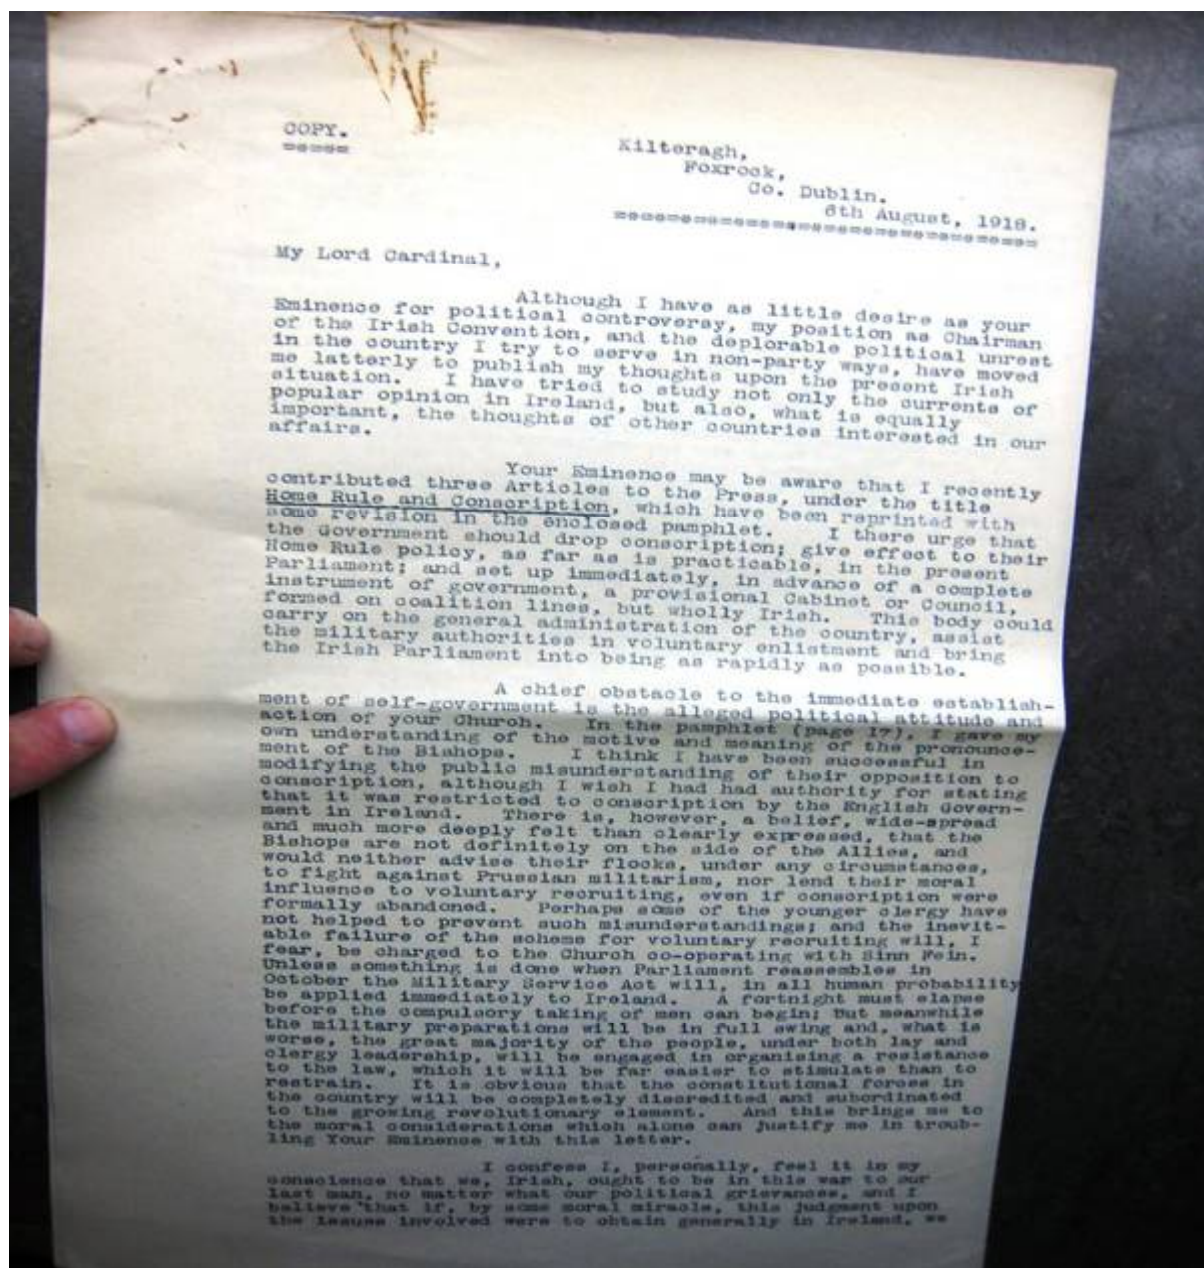 COPY.
=====
Kilteragh,
Foxrock,
Co. Dublin.
6th August, 1918.
My Lord Cardinal,
Although I have as little desire as your
Eminence for political controversy, my position as Chairman
of the Irish Convention, and the deplorable political unrest
in the country I try to serve in non-party ways, have moved
me latterly to publish my thoughts upon the present Irish
situation. I have tried to study not only the currents of
popular opinion in Ireland, but also, what is equally
important, the thoughts of other countries interested in our
affairs.
Your Eminence may be aware that I recently
contributed three Articles to the Press, under the title
Home Rule and Conscription, which have been reprinted with
some revision in the enclosed pamphlet. I there urge that
the Government should drop conscription; give effect to their
Home Rule policy, as far as is practicable, in the present
Parliament; and set up immediately, in advance of a complete
instrument of government, a provisional Cabinet or Council,
formed on coalition lines, but wholly Irish. This body could
carry on the general administration of the country, assist
the military authorities in voluntary enlistment and bring
the Irish Parliament into being as rapidly as possible.
A chief obstacle to the immediate establish-
ment of self-government is the alleged political attitude and
action of your Church. In the pamphlet (page 17), I gave my
own understanding of the motive and meaning of the pronounce-
ment of the Bishops. I think I have been successful in
modifying the public misunderstanding of their opposition to
conscription, although I wish I had had authority for stating
that it was restricted to conscription by the English Govern-
ment in Ireland. There is, however, a belief, wide-spread
and much more deeply felt than clearly expressed, that the
Bishops are not definitely on the side of the Allies, and
would neither advise their flocks, under any circumstances,
to fight against Prussian militarism, nor lend their moral
influence to voluntary recruiting, even if conscription were
formally abandoned. Perhaps some of the younger clergy have
not helped to prevent such misunderstandings; and the inevit-
able failure of the scheme for voluntary recruiting will, I
fear, be charged to the Church co-operating with Sinn Fein.
Unless something is done when Parliament reassembles in
October the Military Service Act will, in all human probability
be applied immediately to Ireland. A fortnight must elapse
before the compulsory taking of men can begin; but meanwhile
the military preparations will be in full swing and, what is
worse, the great majority of the people, under both lay and
clergy leadership, will be engaged in organising a resistance
to the law, which it will be far easier to stimulate than to
restrain. It is obvious that the constitutional forces in
the country will be completely discredited and subordinated
to the growing revolutionary element. And this brings me to
the moral considerations which alone can justify me in troub-
ling Your Eminence with this letter.
I confess I, personally, feel it in my
conscience that we, Irish, ought to be in this war to our
last man, no matter what our political grievances, and I
believe that if, by some moral miracle, this judgment upon
the issues involved were to obtain generally in Ireland, we